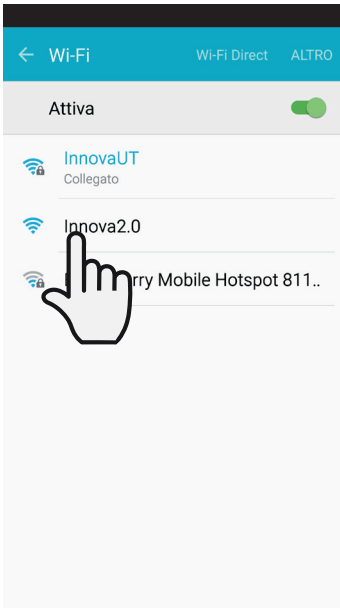 Wi-Fi Wi-Fi Direct ALTRO
Attiva
InnovaUT
Collegato
Innova2.0
Mobile Hotspot 811..